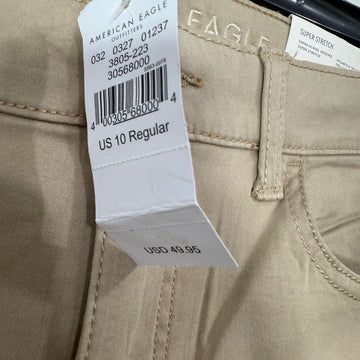 AMERICAN EAGLE
OUTFITTERS
032 0327 01237
3805-223
30568000
4 00305 68000 4
US 10 Regular
USD 49.95
EAGLE
SUPER STRETCH